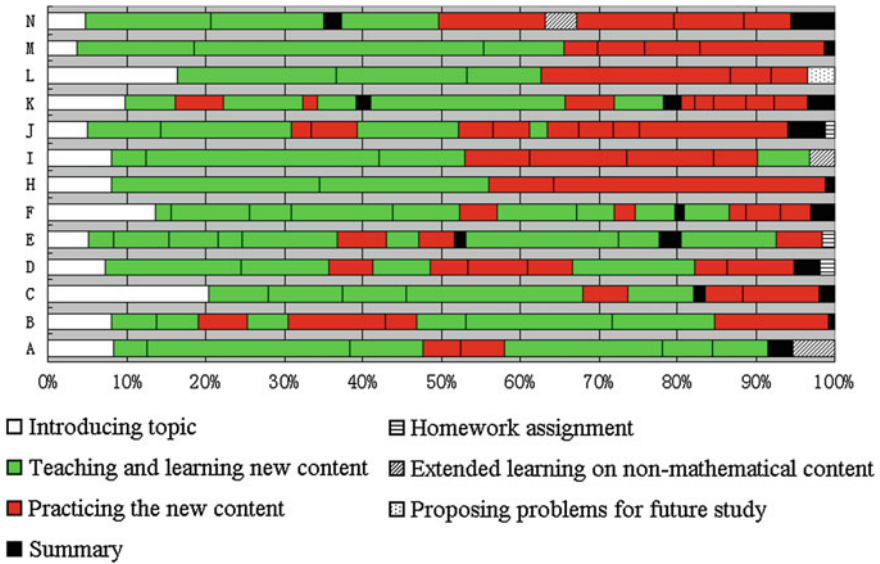 N
M
L
K
J
I
H
F
E
D
C
B
A
0% 10% 20% 30% 40% 50% 60% 70% 80% 90% 100%
Introducing topic
Homework assignment
Teaching and learning new content
Extended learning on non-mathematical content
Practicing the new content
Proposing problems for future study
Summary